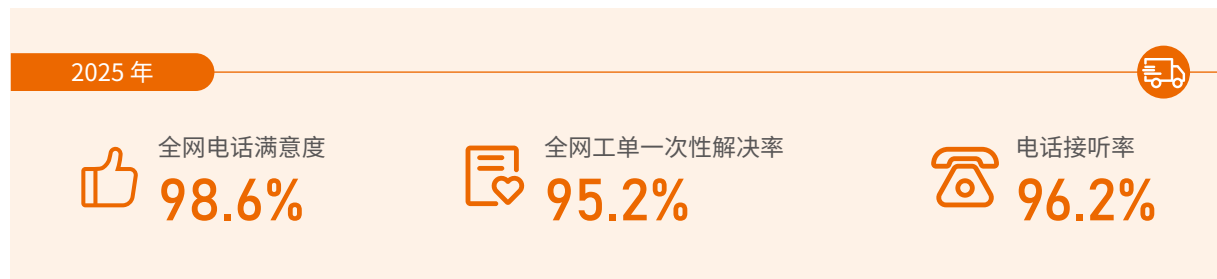 2025 年
全网电话满意度
98.6%
全网工单一次性解决率
95.2%
电话接听率
96.2%